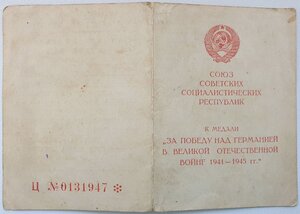 СОЮЗ
СОВЕТСКИХ
СОЦИАЛИСТИЧЕСКИХ
РЕСПУБЛИК
К МЕДАЛИ
„ЗА ПОБЕДУ НАД ГЕРМАНИЕЙ
В ВЕЛИКОЙ ОТЕЧЕСТВЕННОЙ
ВОЙНЕ 1941—1945 гг.“
Ц №0131947 ✻